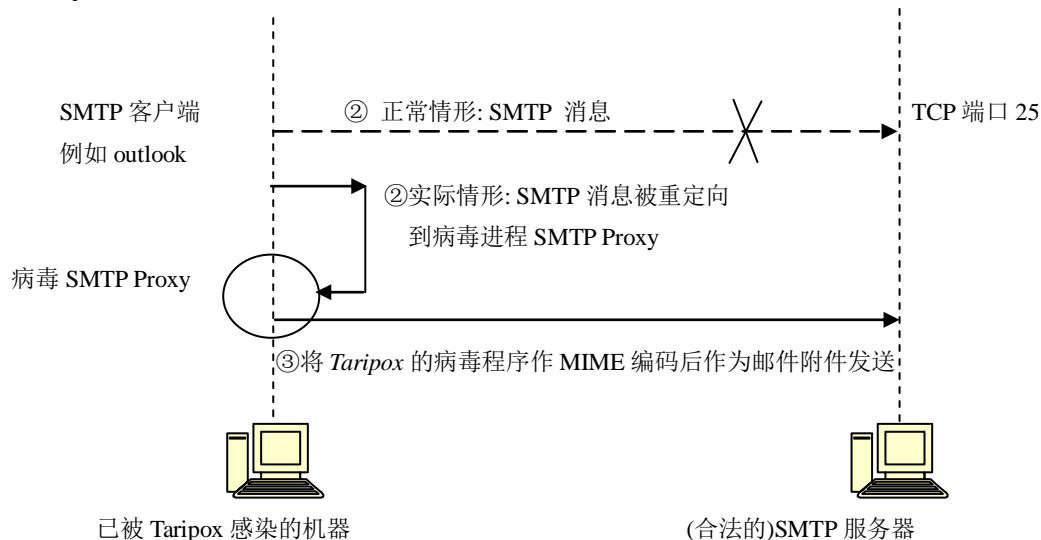 SMTP 客户端
例如 outlook
② 正常情形: SMTP 消息
TCP 端口 25
②实际情形: SMTP 消息被重定向
到病毒进程 SMTP Proxy
病毒 SMTP Proxy
③将 Taripox 的病毒程序作 MIME 编码后作为邮件附件发送
已被 Taripox 感染的机器
(合法的)SMTP 服务器